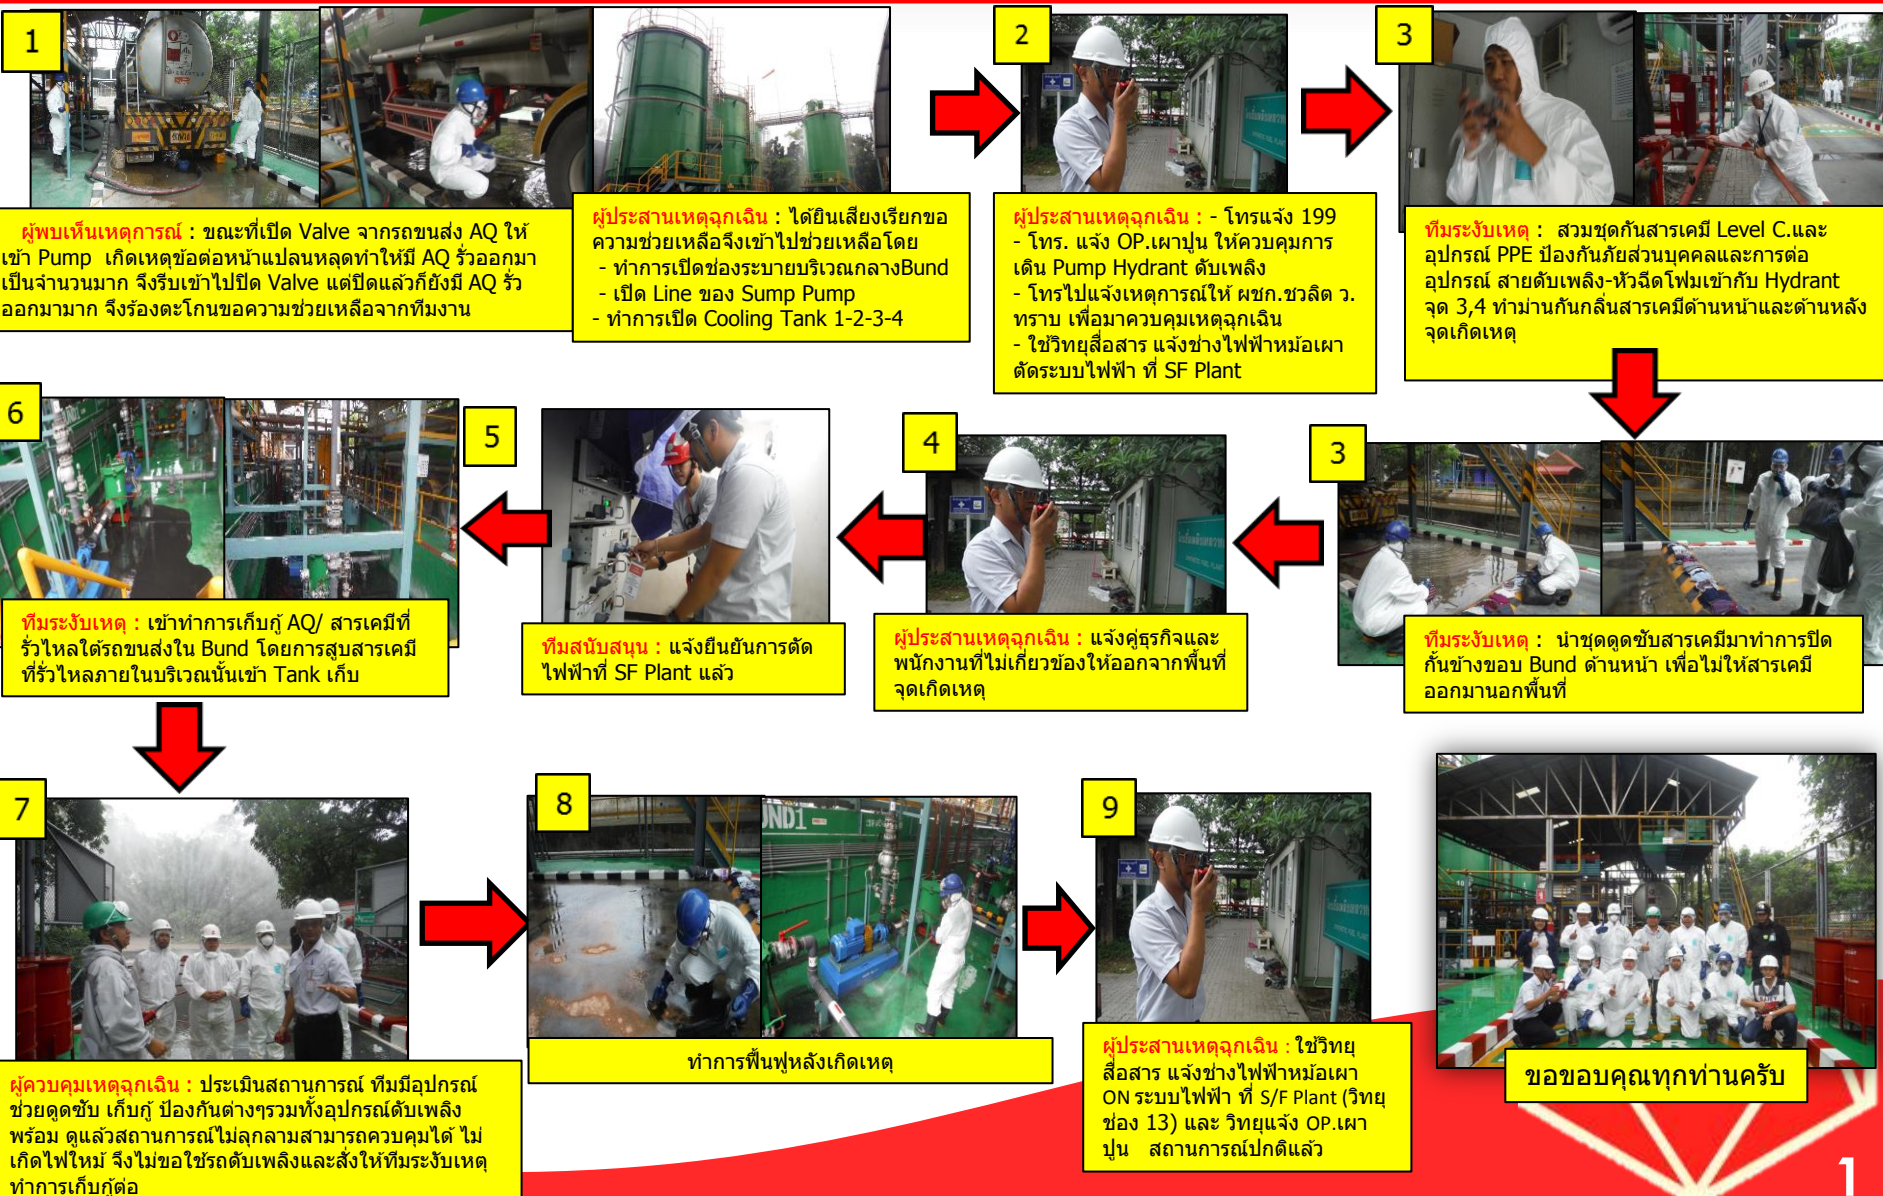 1
ผู้พบเห็นเหตุการณ์ : ขณะที่เปิด Valve จากรถขนส่ง AQ ให้
เข้า Pump เกิดเหตุข้อต่อหน้าแปลนหลุดทำให้มี AQ รั่วออกมา
เป็นจำนวนมาก จึงรีบเข้าไปปิด Valve แต่ปิดแล้วก็ยังมี AQ รั่ว
ออกมามาก จึงร้องตะโกนขอความช่วยเหลือจากทีมงาน
ผู้ประสานเหตุฉุกเฉิน : ได้ยินเสียงเรียกขอ
ความช่วยเหลือจึงเข้าไปช่วยเหลือโดย
- ทำการเปิดช่องระบายบริเวณกลางBund
- เปิด Line ของ Sump Pump
- ทำการเปิด Cooling Tank 1-2-3-4
2
ผู้ประสานเหตุฉุกเฉิน : - โทรแจ้ง 199
- โทร. แจ้ง OP.เผาปูน ให้ควบคุมการ
เดิน Pump Hydrant ดับเพลิง
- โทรไปแจ้งเหตุการณ์ให้ ผชก.ชวลิต ว.
ทราบ เพื่อมาควบคุมเหตุฉุกเฉิน
- ใช้วิทยุสื่อสาร แจ้งช่างไฟฟ้าหม้อเผา
ตัดระบบไฟฟ้า ที่ SF Plant
3
ทีมระงับเหตุ : สวมชุดกันสารเคมี Level C.และ
อุปกรณ์ PPE ป้องกันภัยส่วนบุคคลและการต่อ
อุปกรณ์ สายดับเพลิง-หัวฉีดโฟมเข้ากับ Hydrant
จุด 3,4 ทำม่านกันกลิ่นสารเคมีด้านหน้าและด้านหลัง
จุดเกิดเหตุ
3
ทีมระงับเหตุ : นำชุดดูดซับสารเคมีมาทำการปิด
กั้นข้างขอบ Bund ด้านหน้า เพื่อไม่ให้สารเคมี
ออกมานอกพื้นที่
4
ผู้ประสานเหตุฉุกเฉิน : แจ้งคู่ธุรกิจและ
พนักงานที่ไม่เกี่ยวข้องให้ออกจากพื้นที่
จุดเกิดเหตุ
5
ทีมสนับสนุน : แจ้งยืนยันการตัด
ไฟฟ้าที่ SF Plant แล้ว
6
ทีมระงับเหตุ : เข้าทำการเก็บกู้ AQ/ สารเคมีที่
รั่วไหลใต้รถขนส่งใน Bund โดยการสูบสารเคมี
ที่รั่วไหลภายในบริเวณนั้นเข้า Tank เก็บ
7
ผู้ควบคุมเหตุฉุกเฉิน : ประเมินสถานการณ์ ทีมมีอุปกรณ์
ช่วยดูดซับ เก็บกู้ ป้องกันต่างๆรวมทั้งอุปกรณ์ดับเพลิง
พร้อม ดูแล้วสถานการณ์ไม่ลุกลามสามารถควบคุมได้ ไม่
เกิดไฟใหม้ จึงไม่ขอใช้รถดับเพลิงและสั่งให้ทีมระงับเหตุ
ทำการเก็บกู้ต่อ
8
ทำการฟื้นฟูหลังเกิดเหตุ
9
ผู้ประสานเหตุฉุกเฉิน : ใช้วิทยุ
สื่อสาร แจ้งช่างไฟฟ้าหม้อเผา
ON ระบบไฟฟ้า ที่ S/F Plant (วิทยุ
ช่อง 13) และ วิทยุแจ้ง OP.เผา
ปูน สถานการณ์ปกติแล้ว
ขอขอบคุณทุกท่านครับ
1